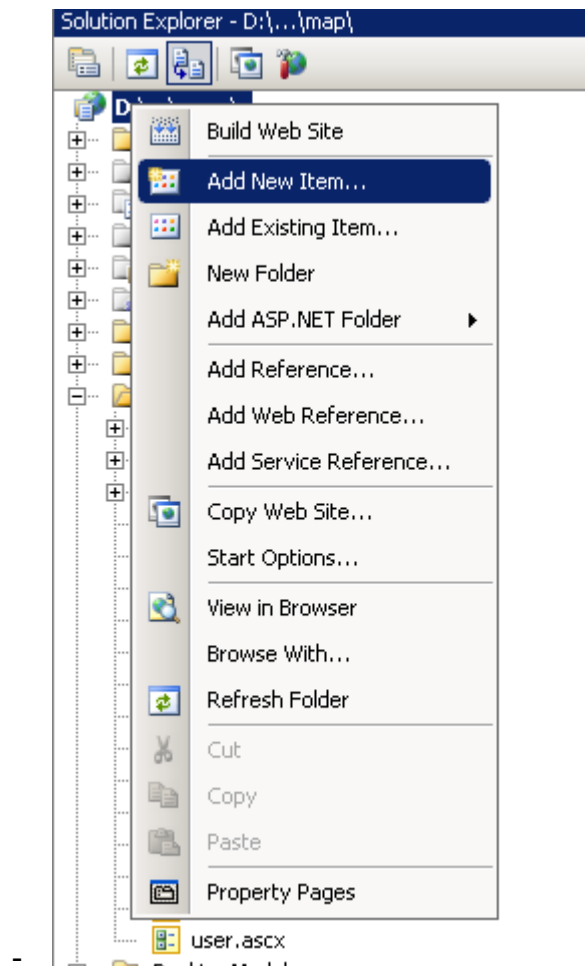 Solution Explorer - D:\...\map\
Build Web Site
Add New Item...
Add Existing Item...
New Folder
Add ASP.NET Folder
Add Reference...
Add Web Reference...
Add Service Reference...
Copy Web Site...
Start Options...
View in Browser
Browse With...
Refresh Folder
Cut
Copy
Paste
Property Pages
user.ascx